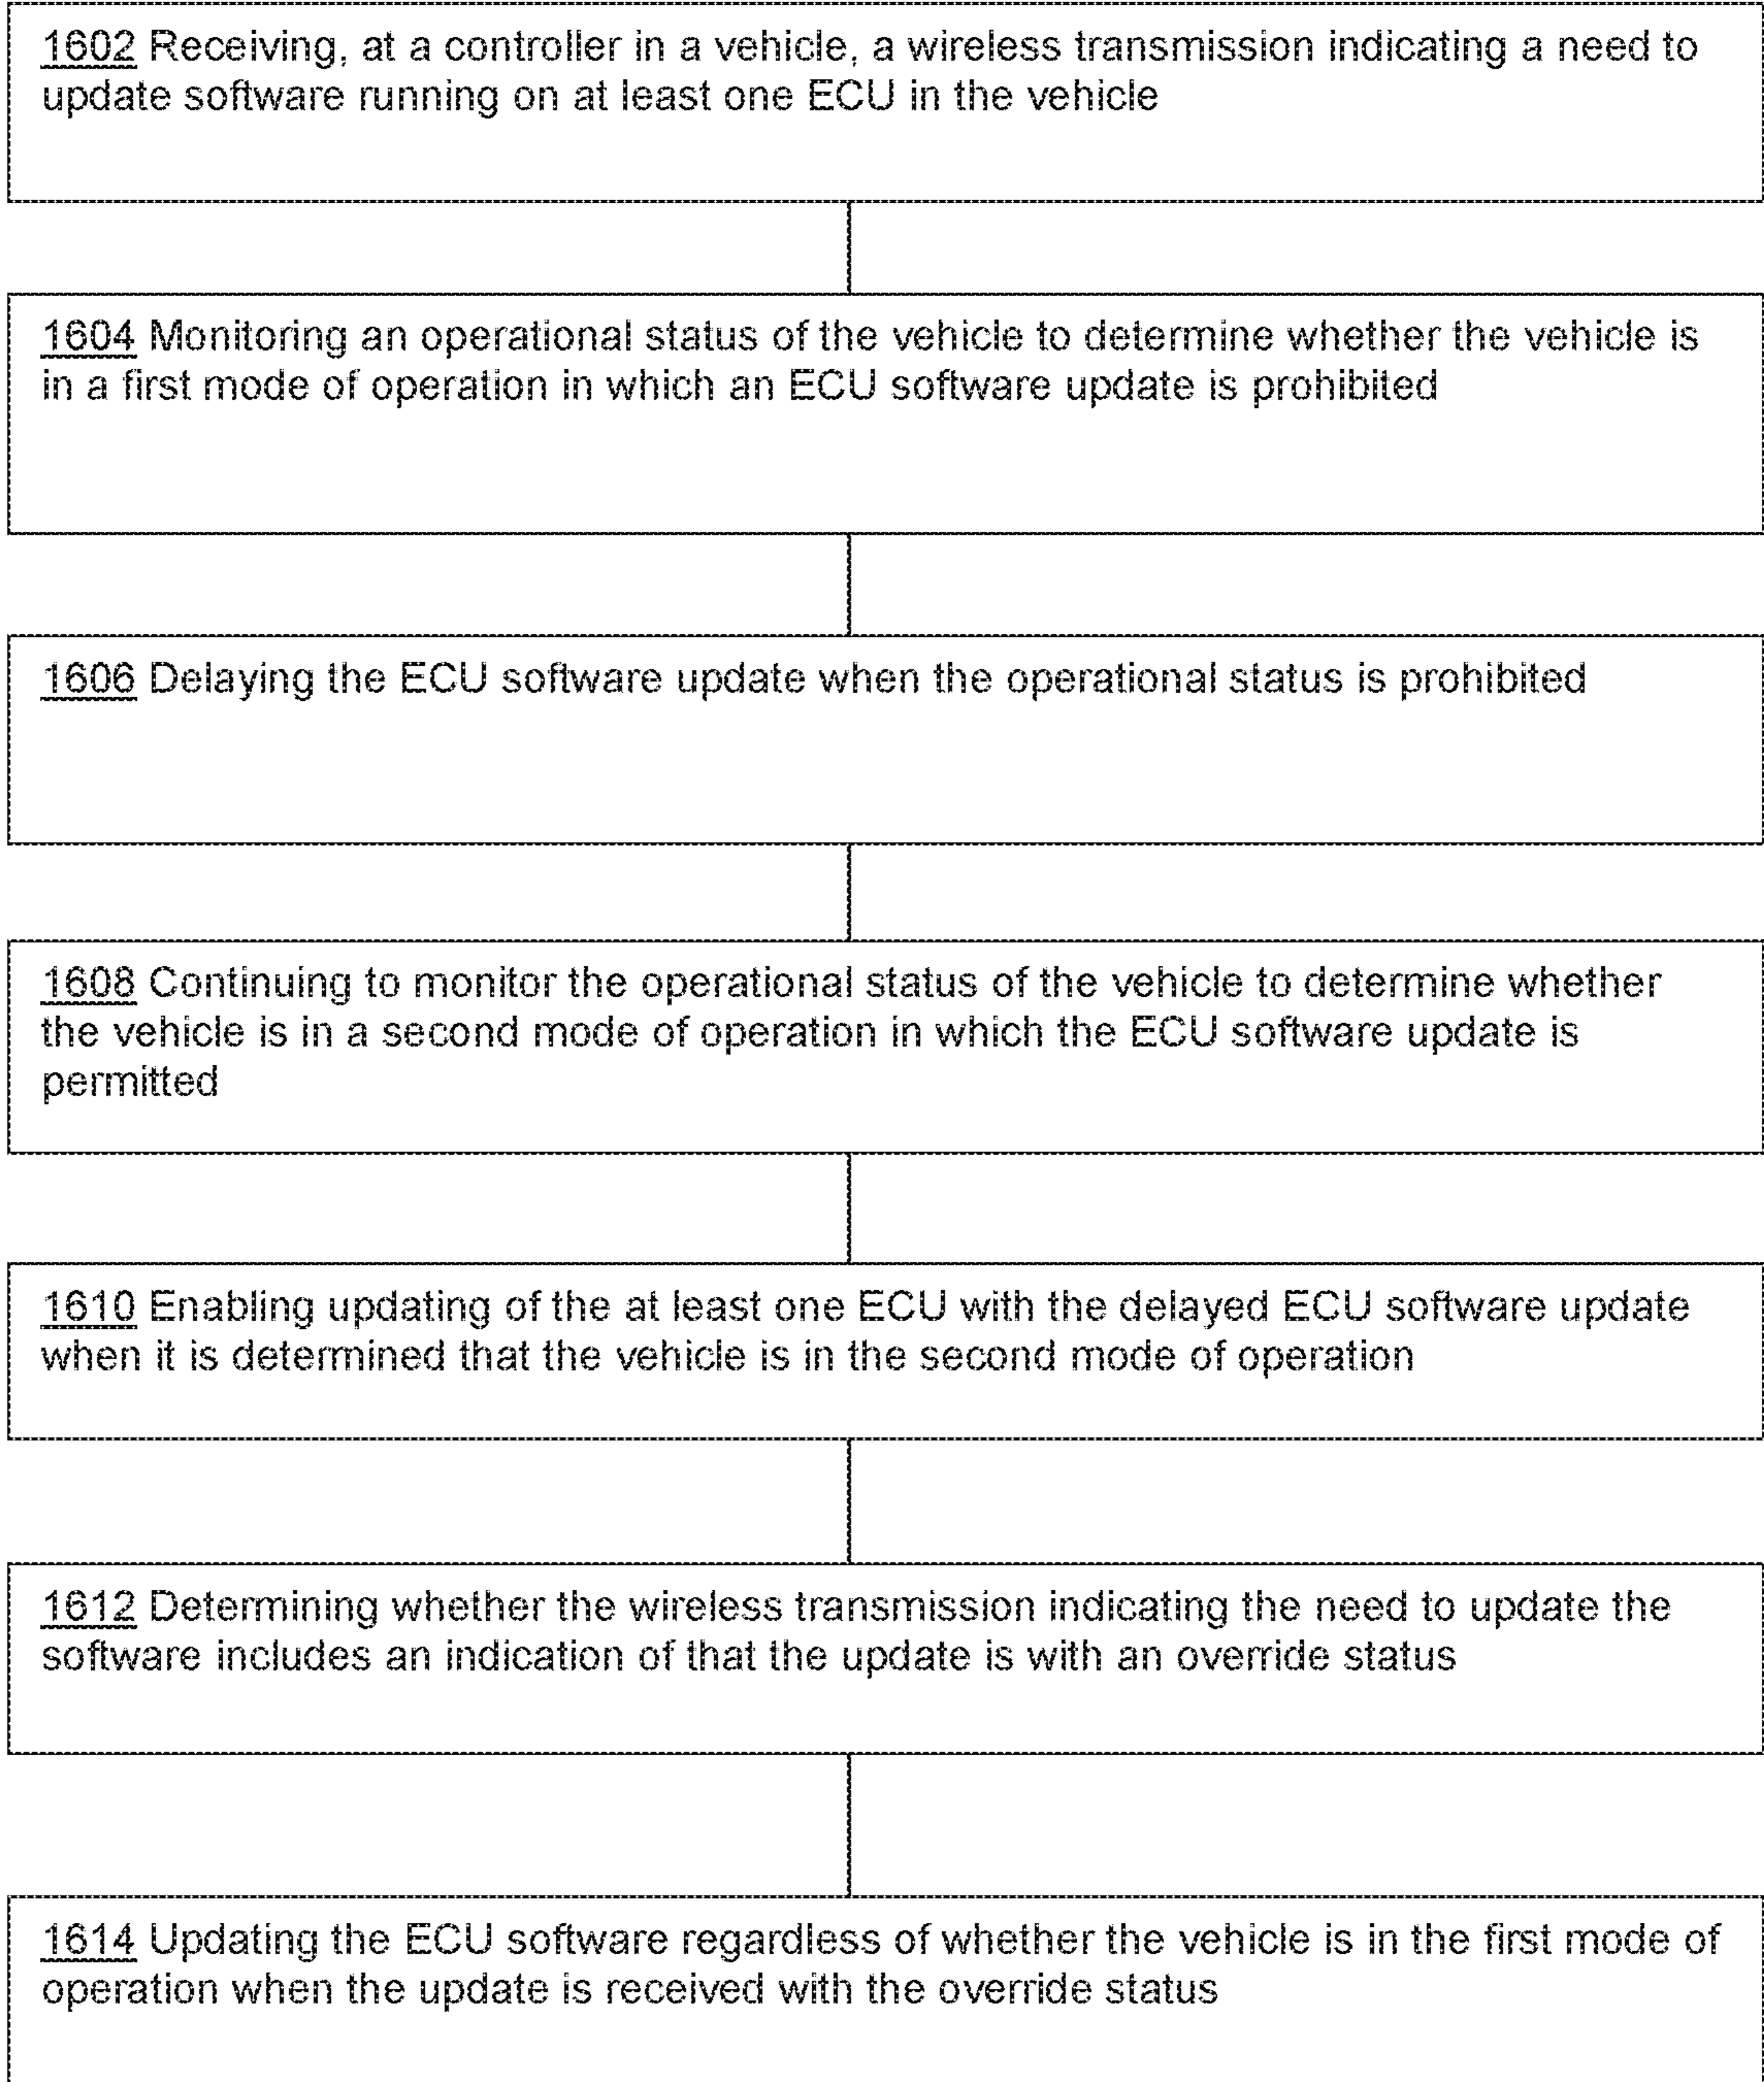 1602 Receiving, at a controller in a vehicle, a wireless transmission indicating a need to
update software running on at least one ECU in the vehicle
1604 Monitoring an operational status of the vehicle to determine whether the vehicle is
in a first mode of operation in which an ECU software update is prohibited
1606 Delaying the ECU software update when the operational status is prohibited
1608 Continuing to monitor the operational status of the vehicle to determine whether
the vehicle is in a second mode of operation in which the ECU software update is
permitted
1610 Enabling updating of the at least one ECU with the delayed ECU software update
when it is determined that the vehicle is in the second mode of operation
1612 Determining whether the wireless transmission indicating the need to update the
software includes an indication of that the update is with an override status
1614 Updating the ECU software regardless of whether the vehicle is in the first mode of
operation when the update is received with the override status